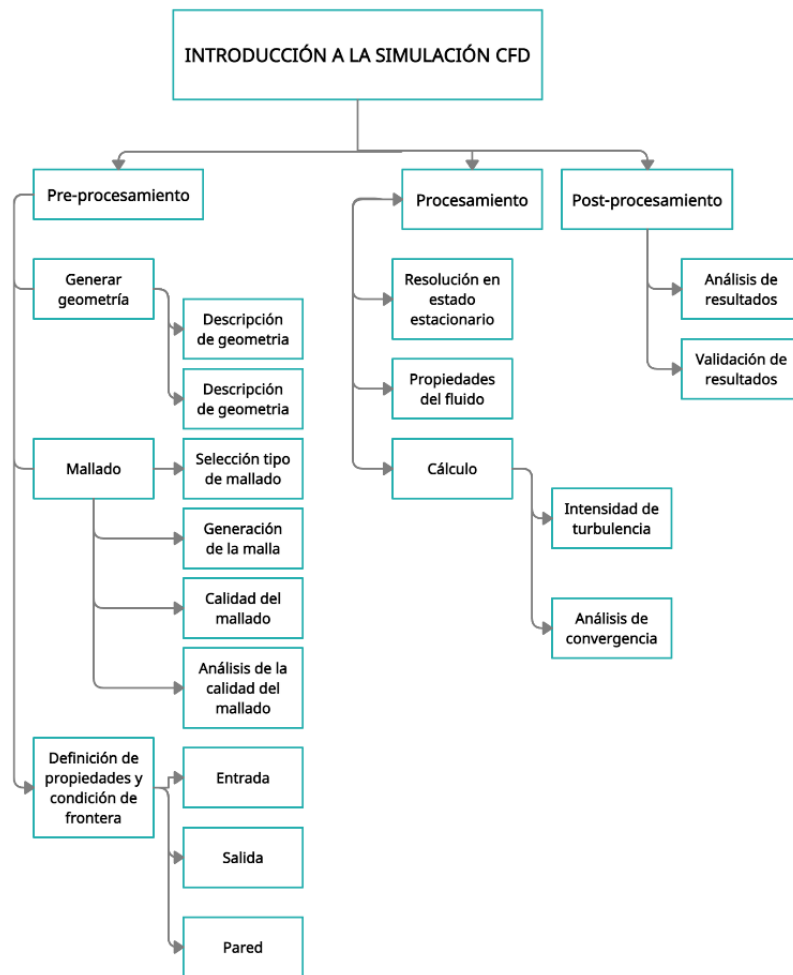 INTRODUCCIÓN A LA SIMULACIÓN CFD
Pre-procesamiento
Generar
geometría
Descripción
de geometria
Descripción
de geometria
Mallado
Selección tipo
de mallado
Generación
de la malla
Calidad del
mallado
Análisis de la
calidad del
mallado
Definición de
propiedades y
condición de
frontera
Entrada
Salida
Pared
Procesamiento
Resolución en
estado
estacionario
Propiedades
del fluido
Cálculo
Intensidad de
turbulencia
Análisis de
convergencia
Post-procesamiento
Análisis de
resultados
Validación de
resultados